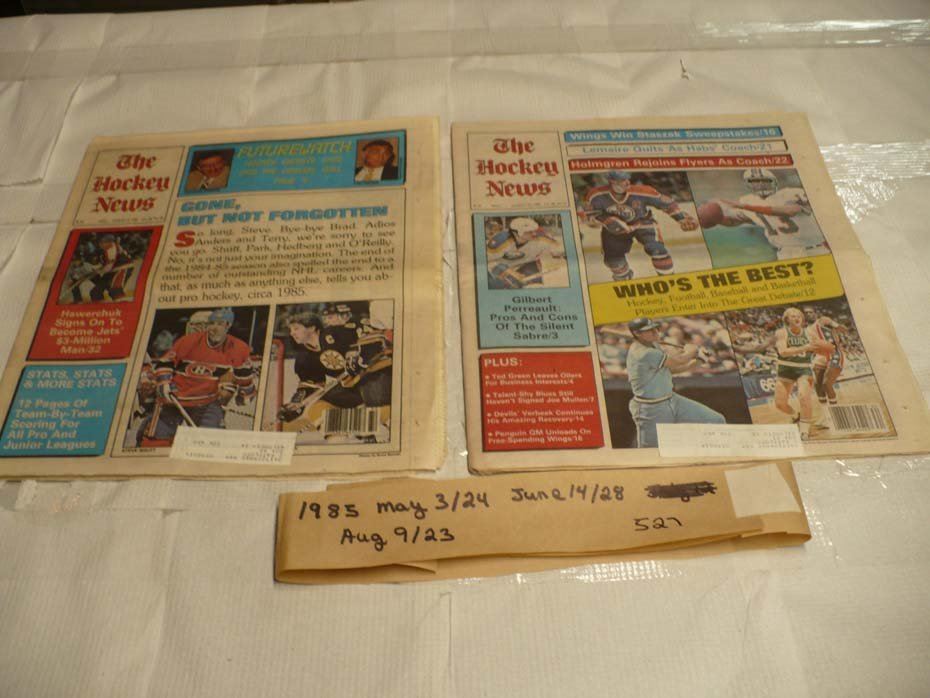 The
Hockey
News
FUTUREWATCH
GONE,
BUT NOT FORGOTTEN
So long, Steve. Bye-bye Brad. Adios
Anders and Terry, we're sorry to see
you go. Shutt, Park, Hedberg and O'Reilly.
No, it's not just your imagination. The end of
the 1984-85 season also spelled the end to a
number of outstanding NHL careers. And
that, as much as anything else, tells you ab-
out pro hockey, circa 1985.
Hawerchuk
Signs On To
Become Jets'
$3-Million
Man/32
STATS, STATS
& MORE STATS
12 Pages Of
Team-By-Team
Scoring For
All Pro And
Junior Leagues
STEVE SHUTT
The
Hockey
News
Wings Win Staszek Sweepstakes/16
Lemaire Quits As Habs' Coach/21
Holmgren Rejoins Flyers As Coach/22
Gilbert
Perreault:
Pros And Cons
Of The Silent
Sabre/3
WHO'S THE BEST?
Hockey, Football, Baseball and Basketball
Players Enter Into The Great Debate/12
PLUS:
Ted Green Leaves Oilers
For Business Interests/4
Talent-Shy Blues Still
Haven't Signed Joe Mullen/7
Devils' Verbeek Continues
His Amazing Recovery/14
Penguin GM Unloads On
Free-Spending Wings/16
1985 may 3/24 June 14/28
Aug 9/23
527